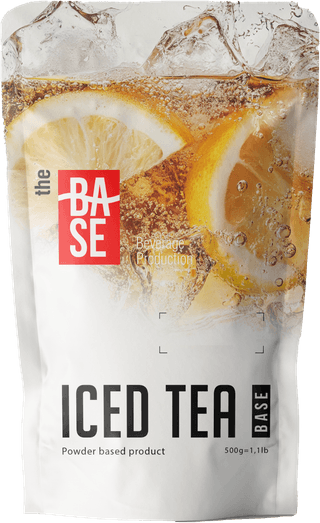 the
BA
SE
Beverage
Production
ICED TEA BASE
Powder based product 500g=1,1lb